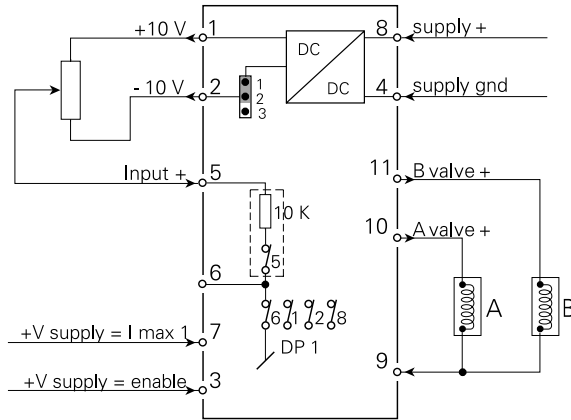 +10 V
1
DC
DC
8
supply +
- 10 V
2
1
2
3
4
supply gnd
Input +
5
11
B valve +
10 K
10
A valve +
5
6
A
B
6 1 2 8
+V supply = I max 1
7
DP 1
9
+V supply = enable
3